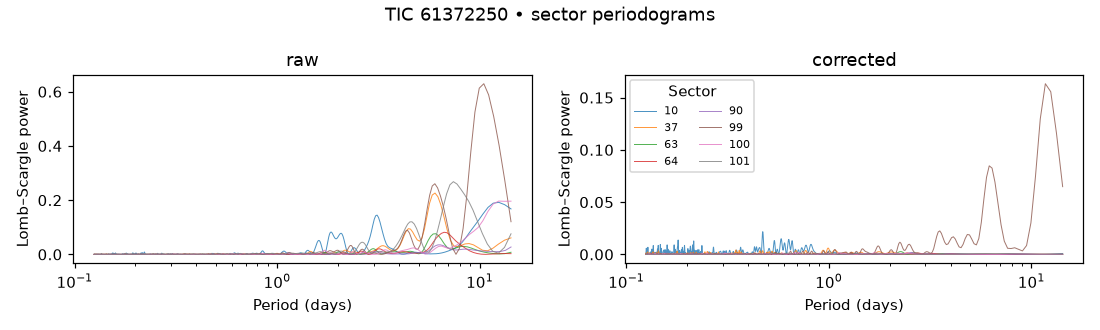 TIC 61372250 • sector periodograms
raw
corrected
Lomb–Scargle power
0.6
0.4
0.2
0.0
10⁻¹
10⁰
10¹
Period (days)
Lomb–Scargle power
0.15
0.10
0.05
0.00
10⁻¹
10⁰
10¹
Period (days)
Sector
10 90
37 99
63 100
64 101